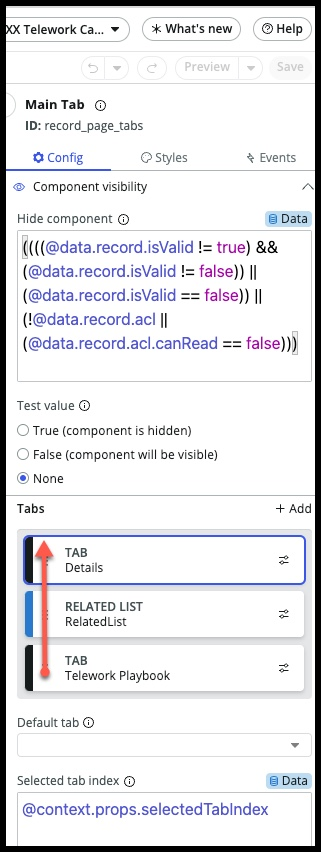 XX Telework Ca...
What's new
Help
Preview
Save
Main Tab
ID: record_page_tabs
Config
Styles
Events
Component visibility
Hide component
Data
((((@data.record.isValid != true) &&
(@data.record.isValid != false)) ||
(@data.record.isValid == false)) ||
(!@data.record.acl ||
(@data.record.acl.canRead == false)))
Test value
True (component is hidden)
False (component will be visible)
None
Tabs
+ Add
TAB
Details
RELATED LIST
RelatedList
TAB
Telework Playbook
Default tab
Selected tab index
Data
@context.props.selectedTabIndex